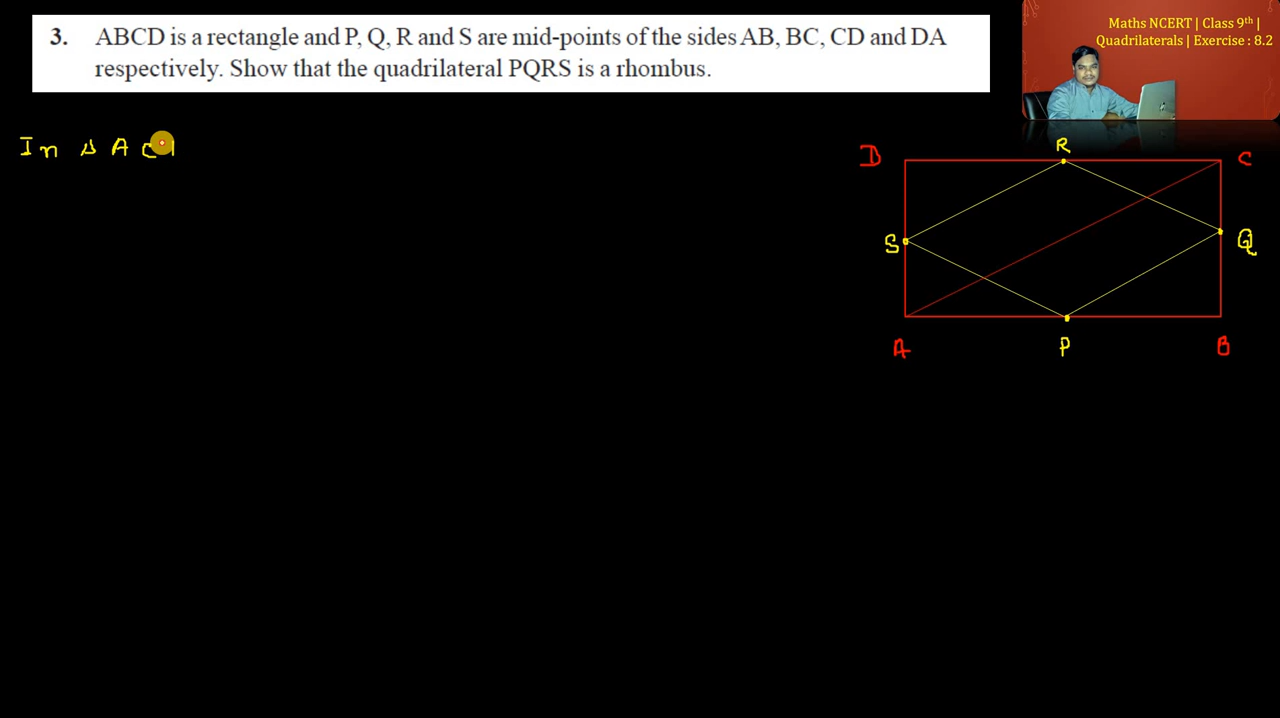 3. ABCD is a rectangle and P, Q, R and S are mid-points of the sides AB, BC, CD and DA
respectively. Show that the quadrilateral PQRS is a rhombus.
Maths NCERT | Class 9th |
Quadrilaterals | Exercise : 8.2
In Δ A C
D R C
S Q
A P B